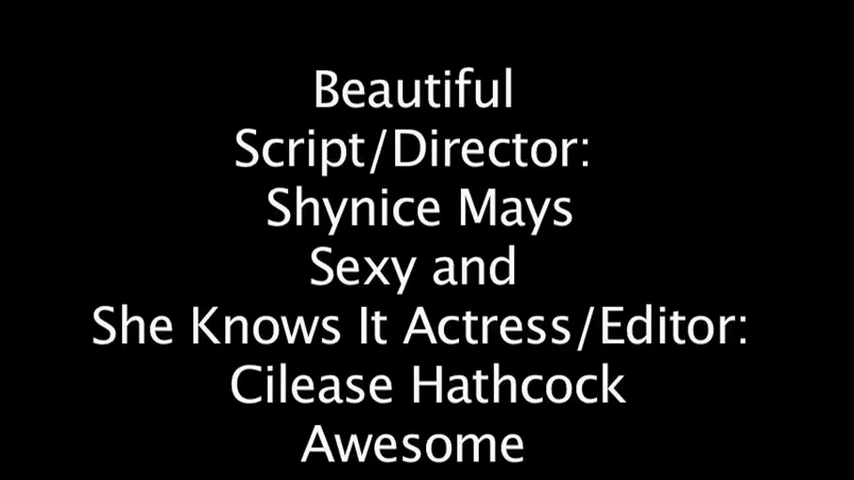 Beautiful
Script/Director:
Shynice Mays
Sexy and
She Knows It Actress/Editor:
Cilease Hathcock
Awesome